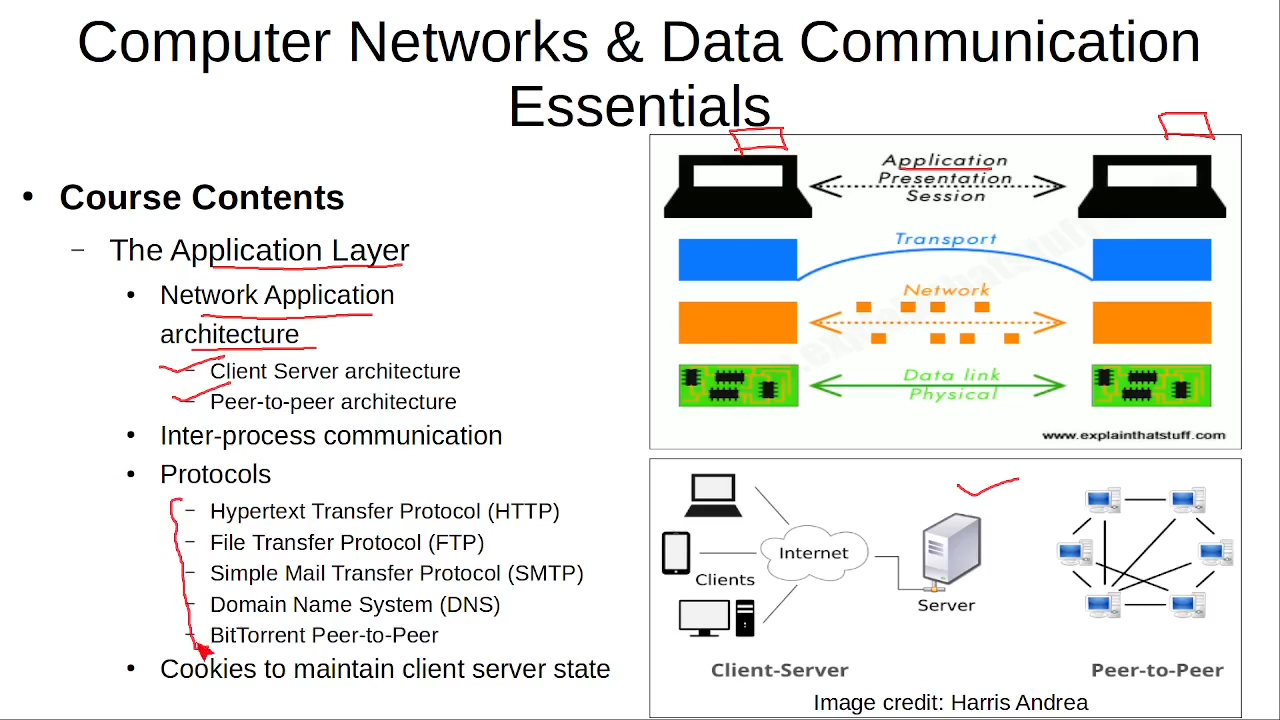 Computer Networks & Data Communication
Essentials
• Course Contents
– The Application Layer
• Network Application
architecture
– Client Server architecture
– Peer-to-peer architecture
• Inter-process communication
• Protocols
– Hypertext Transfer Protocol (HTTP)
– File Transfer Protocol (FTP)
– Simple Mail Transfer Protocol (SMTP)
– Domain Name System (DNS)
– BitTorrent Peer-to-Peer
• Cookies to maintain client server state
Application
Presentation
Session
Transport
Network
Data link
Physical
www.explainthatstuff.com
Internet
Clients
Server
Client-Server
Peer-to-Peer
Image credit: Harris Andrea